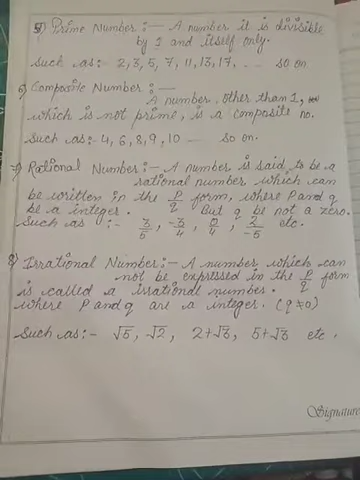 5) Prime Number :- A number it is divisible
by 1 and itself only.
Such as :- 2, 3, 5, 7, 11, 13, 17, ... so on
6) Composite Number :-
A number, other than 1,
which is not prime, is a composite no.
Such as :- 4, 6, 8, 9, 10 --- so on.
7) Rational Number :- A number is said to be a
rational number which can
be written in the P/q form, where P and q
be a integer. But q be not a zero.
Such as :- 3/5, -3/4, 0/4, 2/-5 etc.
8) Irrational Number :- A number which can
not be expressed in the P/q form
is called a irrational number.
where P and q are a integer. (q≠0)
Such as :- √5, √2, 2+√3, 5+√3 etc.
Signature